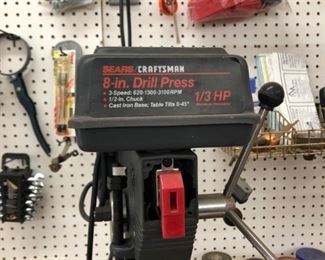 SEARS / CRAFTSMAN
8-in. Drill Press
• 3-Speed: 620-1300-3100 RPM
• 1/2-in. Chuck
• Cast Iron Base; Table Tilts 0-45°
1/3 HP